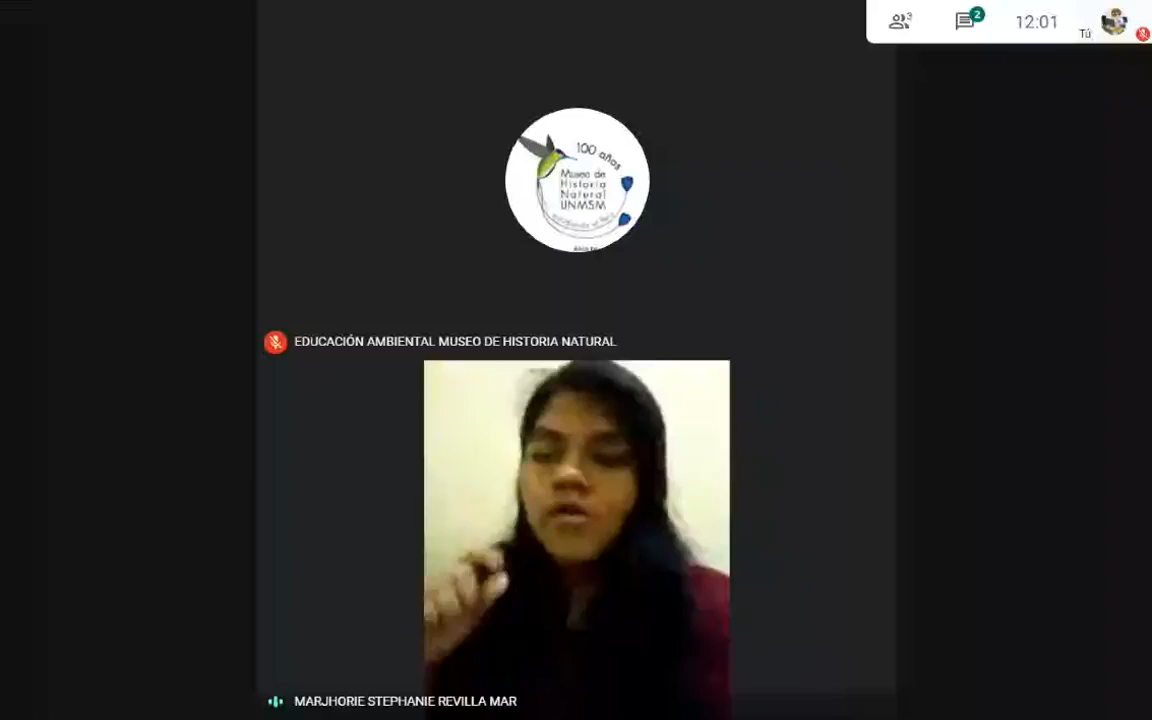 3
2
12:01
Tú
100 años
Museo de
Historia
Natural
UNMSM
EDUCACIÓN AMBIENTAL MUSEO DE HISTORIA NATURAL
MARJHORIE STEPHANIE REVILLA MAR